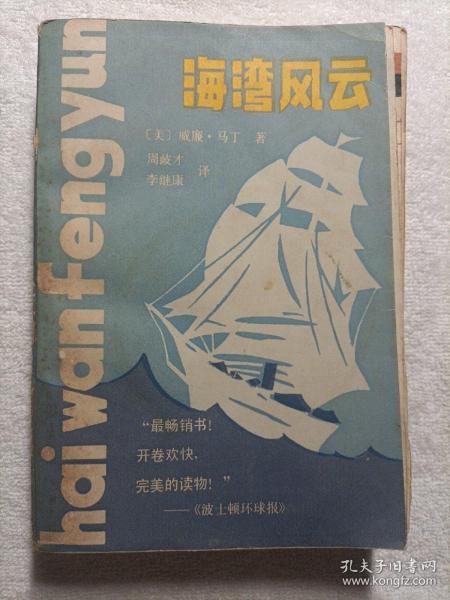 hai wan feng yun
海湾风云
〔美〕威廉·马丁 著
周歧才
李继康 译
“最畅销书！
开卷欢快，
完美的读物！”
——《波士顿环球报》
孔夫子旧书网
www.kongfz.com